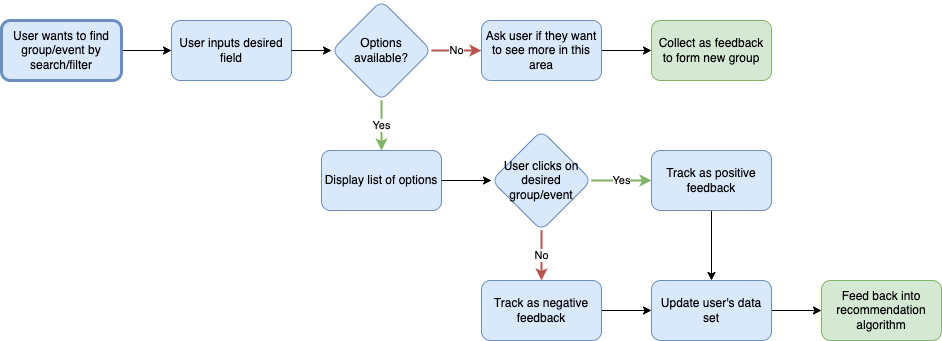 User wants to find
group/event by
search/filter
User inputs desired
field
Options
available?
No
Ask user if they want
to see more in this
area
Collect as feedback
to form new group
Yes
Display list of options
User clicks on
desired
group/event
Yes
Track as positive
feedback
No
Track as negative
feedback
Update user's data
set
Feed back into
recommendation
algorithm